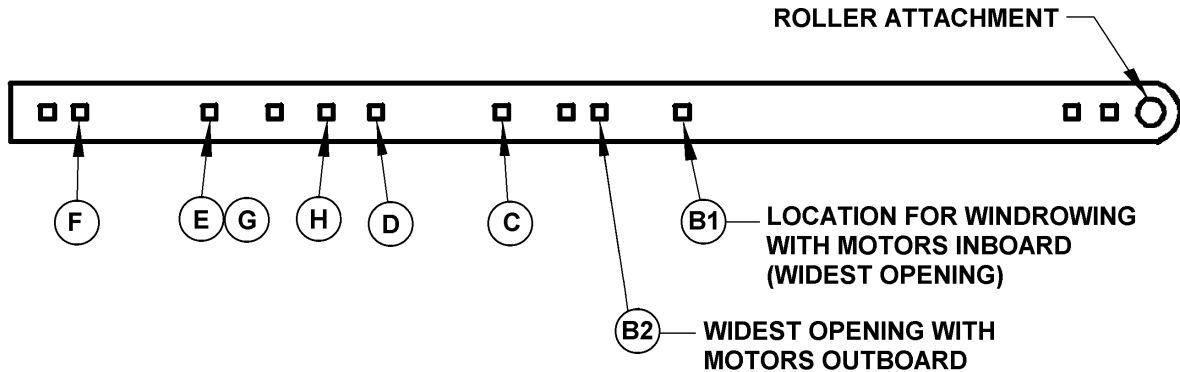 ROLLER ATTACHMENT
F
E
G
H
D
C
B1
LOCATION FOR WINDROWING
WITH MOTORS INBOARD
(WIDEST OPENING)
B2
WIDEST OPENING WITH
MOTORS OUTBOARD